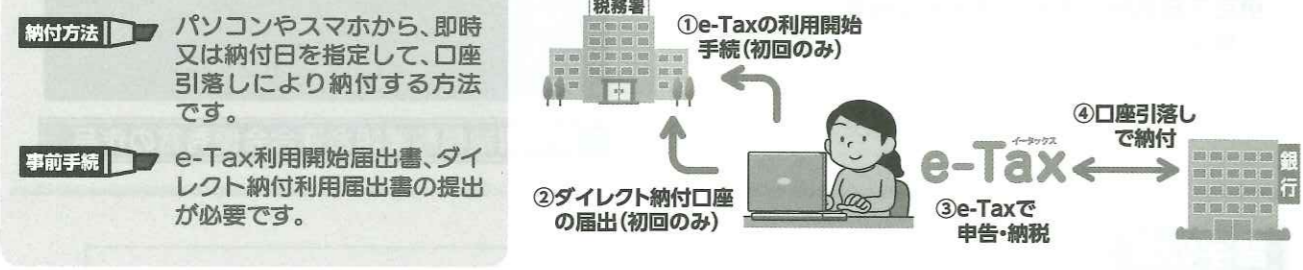 納付方法
パソコンやスマホから、即時
又は納付日を指定して、口座
引落しにより納付する方法
です。
事前手続
e-Tax利用開始届出書、ダイ
レクト納付利用届出書の提出
が必要です。
税務署
①e-Taxの利用開始
手続(初回のみ)
②ダイレクト納付口座
の届出(初回のみ)
イータックス
e-Tax
③e-Taxで
申告・納税
④口座引落し
で納付
銀行